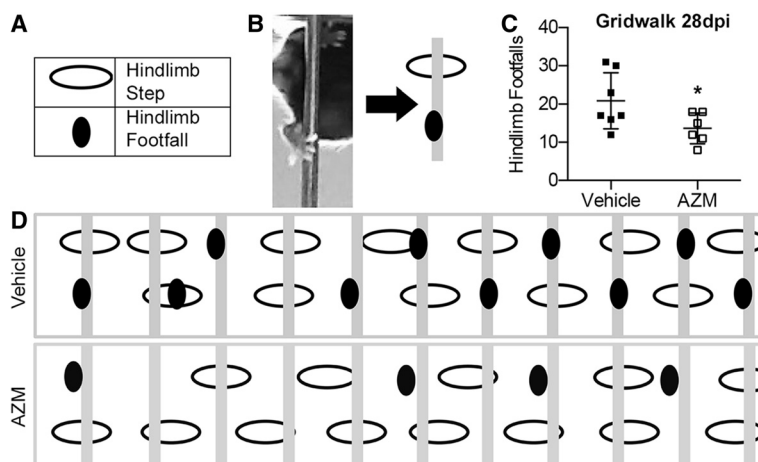 A
Hindlimb
Step
Hindlimb
Footfall
B
C
Gridwalk 28dpi
Hindlimb Footfalls
40
30
20
10
0
*
Vehicle
AZM
D
Vehicle
AZM